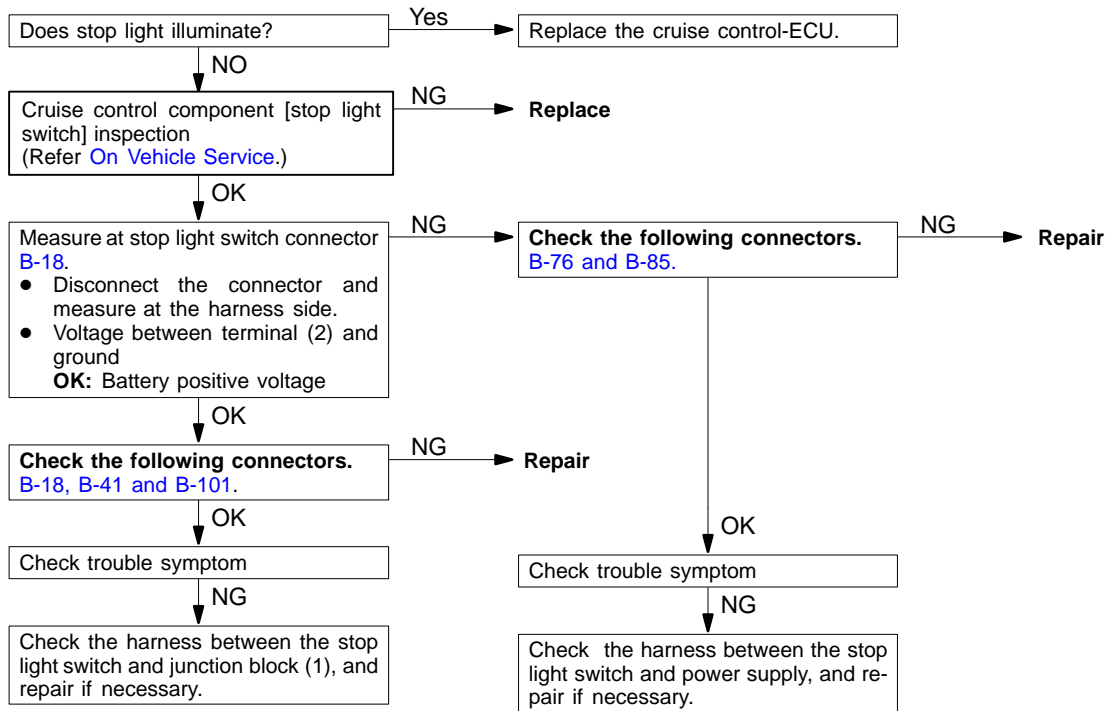 Does stop light illuminate?
Yes
Replace the cruise control-ECU.
NO
Cruise control component [stop light
switch] inspection
(Refer On Vehicle Service.)
NG
Replace
OK
Measure at stop light switch connector
B-18.
● Disconnect the connector and
measure at the harness side.
● Voltage between terminal (2) and
ground
OK: Battery positive voltage
NG
Check the following connectors.
B-76 and B-85.
NG
Repair
OK
Check the following connectors.
B-18, B-41 and B-101.
NG
Repair
OK
Check trouble symptom
NG
Check the harness between the stop
light switch and junction block (1), and
repair if necessary.
OK
Check trouble symptom
NG
Check the harness between the stop
light switch and power supply, and re-
pair if necessary.